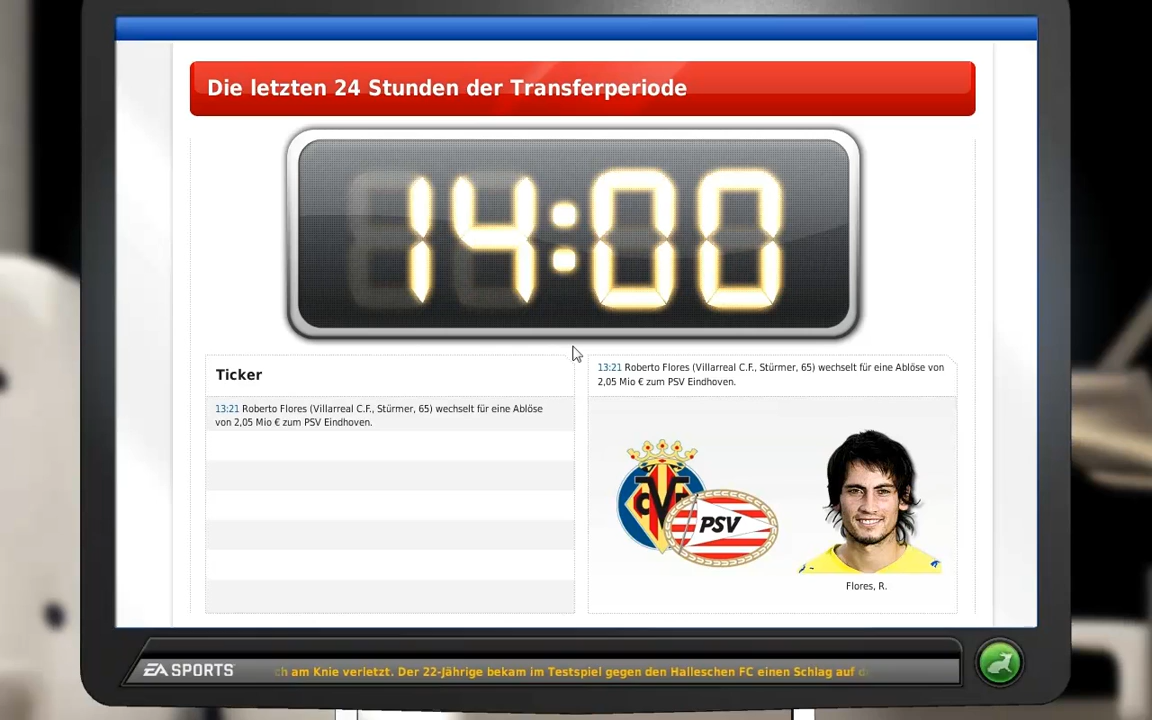 Die letzten 24 Stunden der Transferperiode
14:00
Ticker
13:21 Roberto Flores (Villarreal C.F., Stürmer, 65) wechselt für eine Ablöse
von 2,05 Mio € zum PSV Eindhoven.
13:21 Roberto Flores (Villarreal C.F., Stürmer, 65) wechselt für eine Ablöse von
2,05 Mio € zum PSV Eindhoven.
CVF
PSV
Flores, R.
EA SPORTS
ch am Knie verletzt. Der 22-Jährige bekam im Testspiel gegen den Halleschen FC einen Schlag auf d